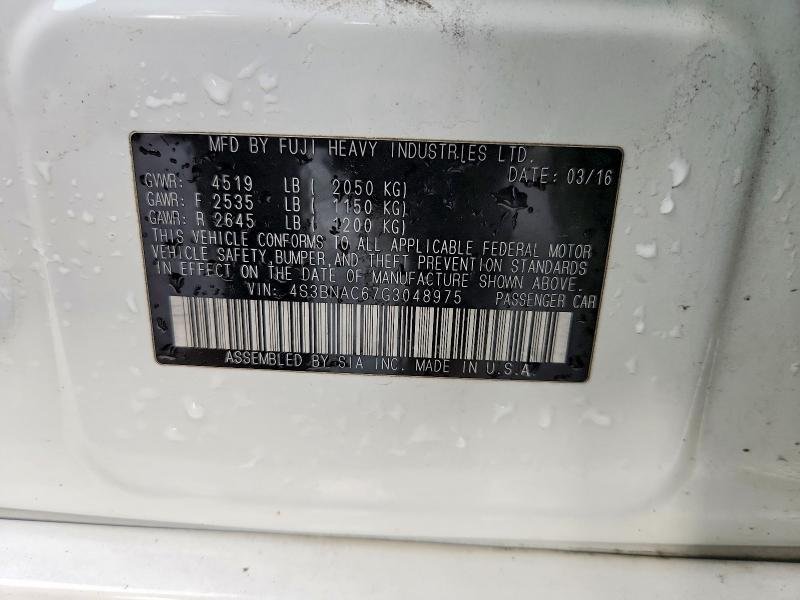 MFD BY FUJI HEAVY INDUSTRIES LTD.
DATE: 03/16
GVWR: 4519 LB ( 2050 KG)
GAWR: F 2535 LB ( 1150 KG)
GAWR: R 2645 LB ( 1200 KG)
THIS VEHICLE CONFORMS TO ALL APPLICABLE FEDERAL MOTOR
VEHICLE SAFETY, BUMPER, AND THEFT PREVENTION STANDARDS
IN EFFECT ON THE DATE OF MANUFACTURE SHOWN ABOVE.
VIN: 4S3BNAC67G3048975 PASSENGER CAR
ASSEMBLED BY SIA INC. MADE IN U.S.A.